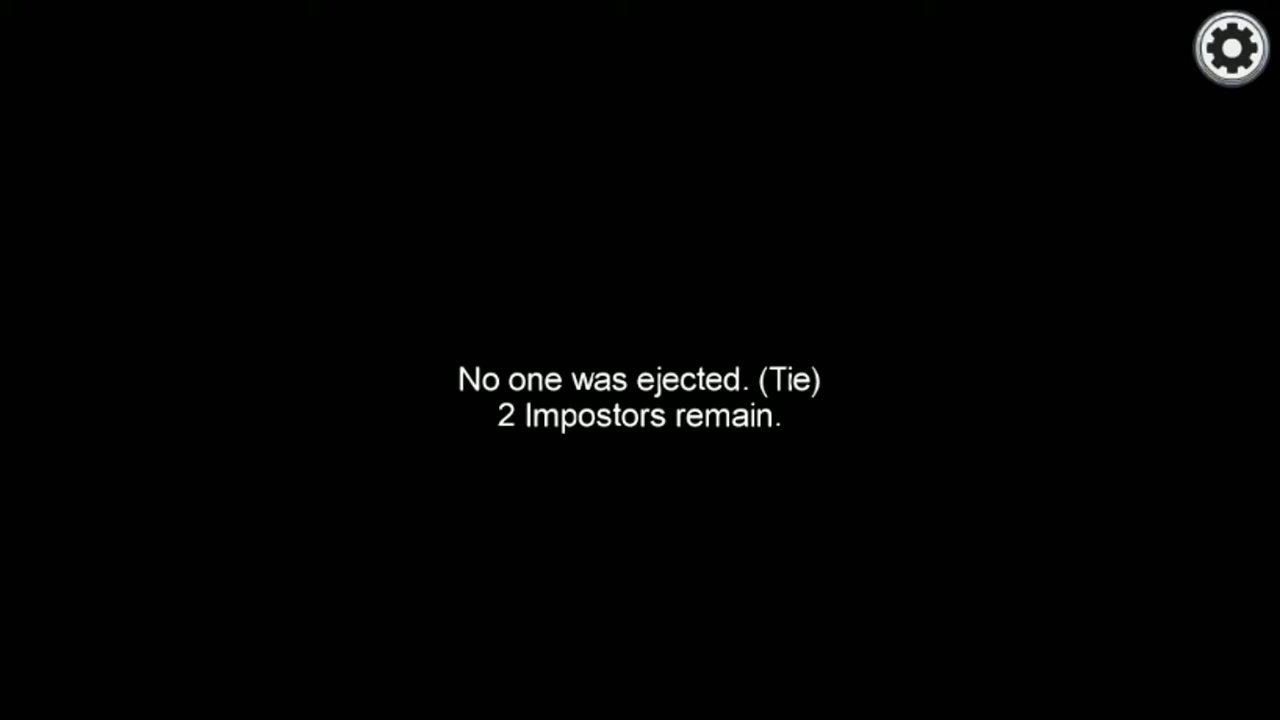 No one was ejected. (Tie)
2 Impostors remain.